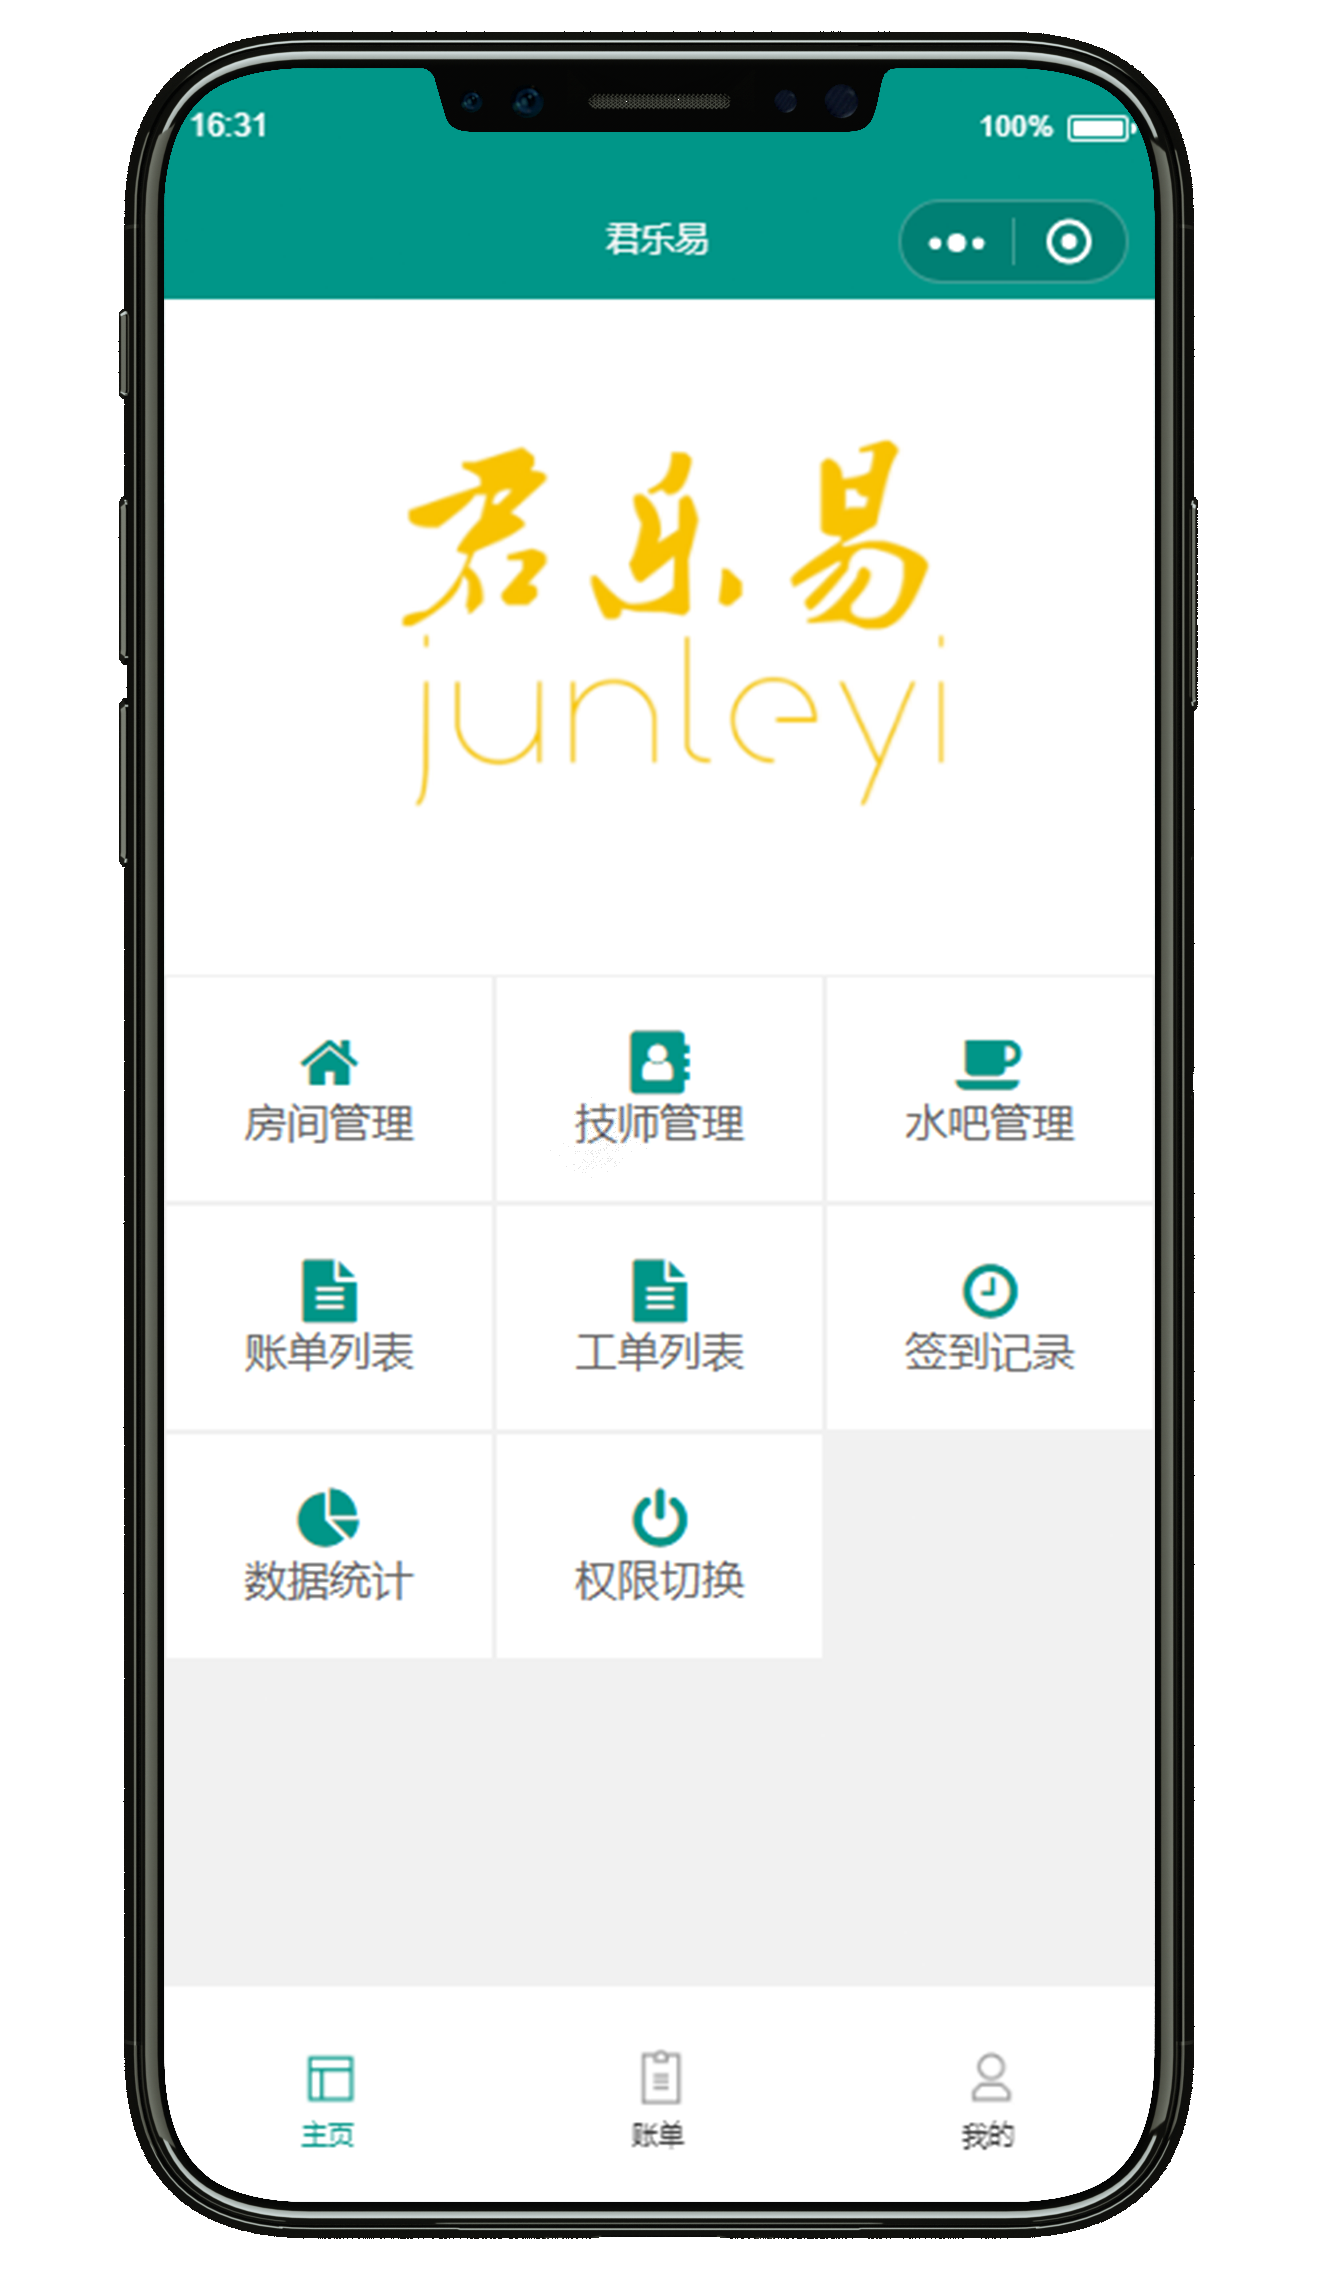 16:31
100%
君乐易
君乐易
junleyi
房间管理
技师管理
水吧管理
账单列表
工单列表
签到记录
数据统计
权限切换
主页
账单
我的